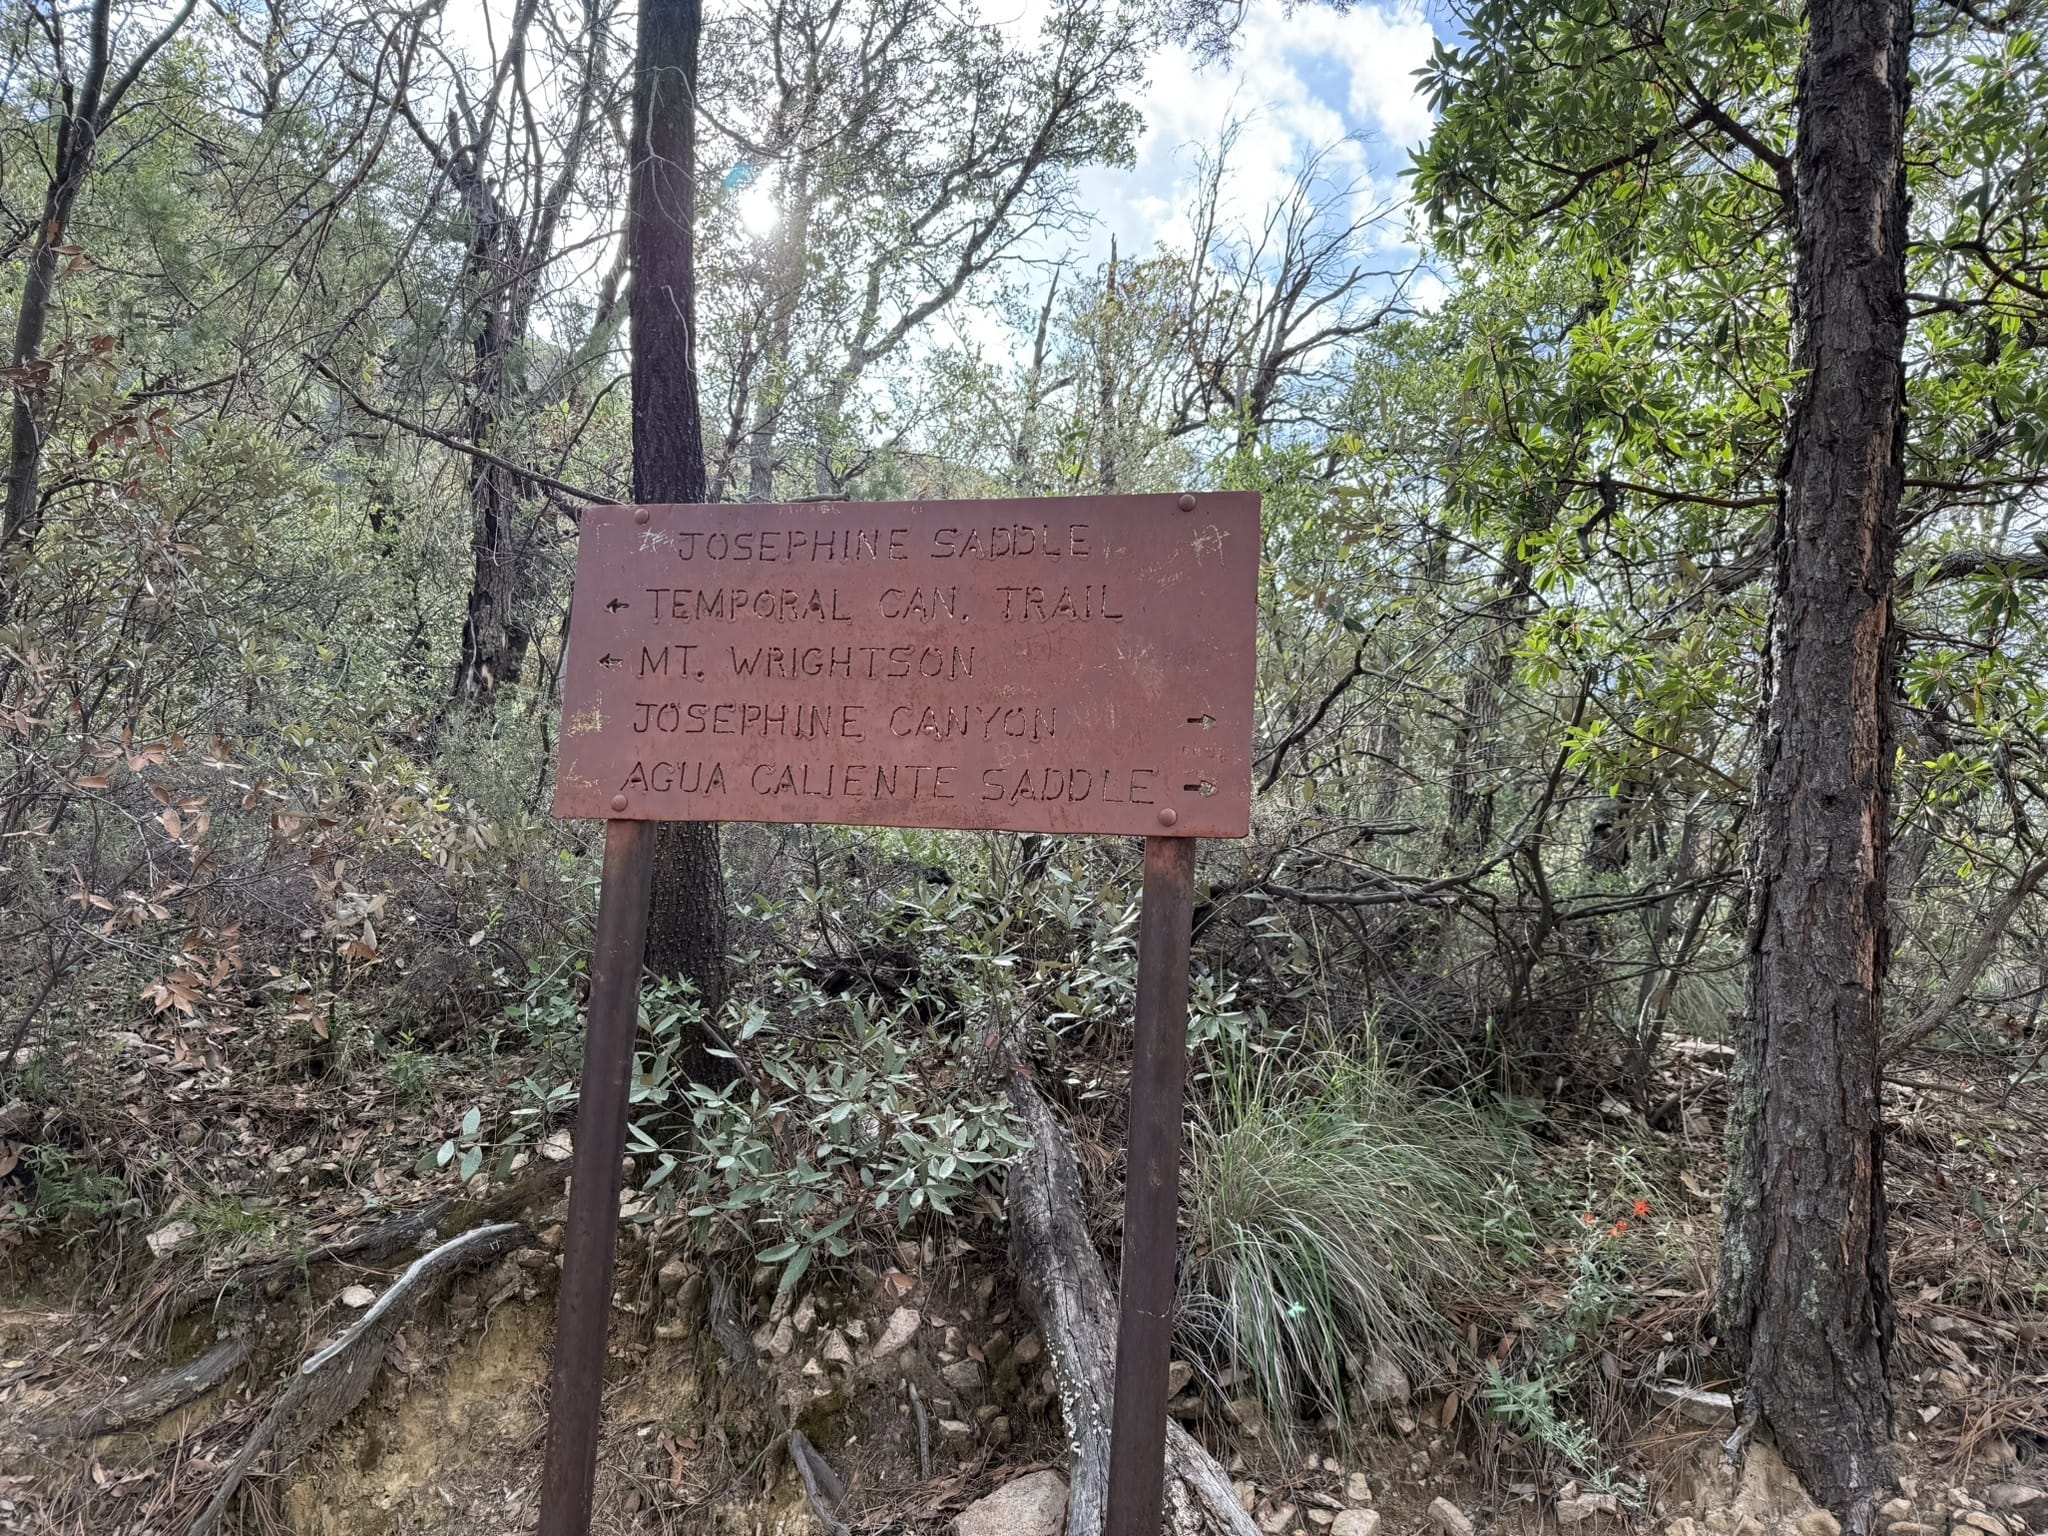 JOSEPHINE SADDLE
← TEMPORAL CAN. TRAIL
← MT. WRIGHTSON
JOSEPHINE CANYON →
AGUA CALIENTE SADDLE →